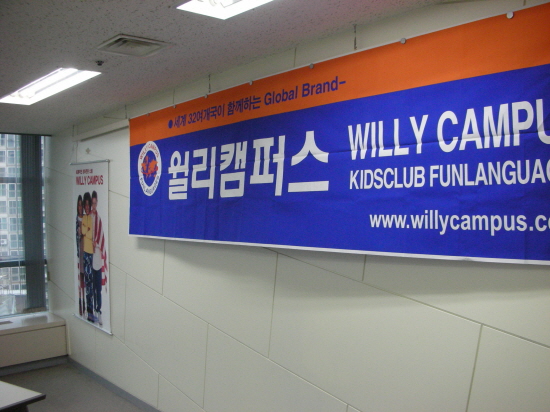 ● 세계 32여개국이 함께하는 Global Brand–
윌리캠퍼스
WILLY CAMPU
KIDSCLUB FUNLANGUAG
www.willycampus.co
WILLY CAMPUS